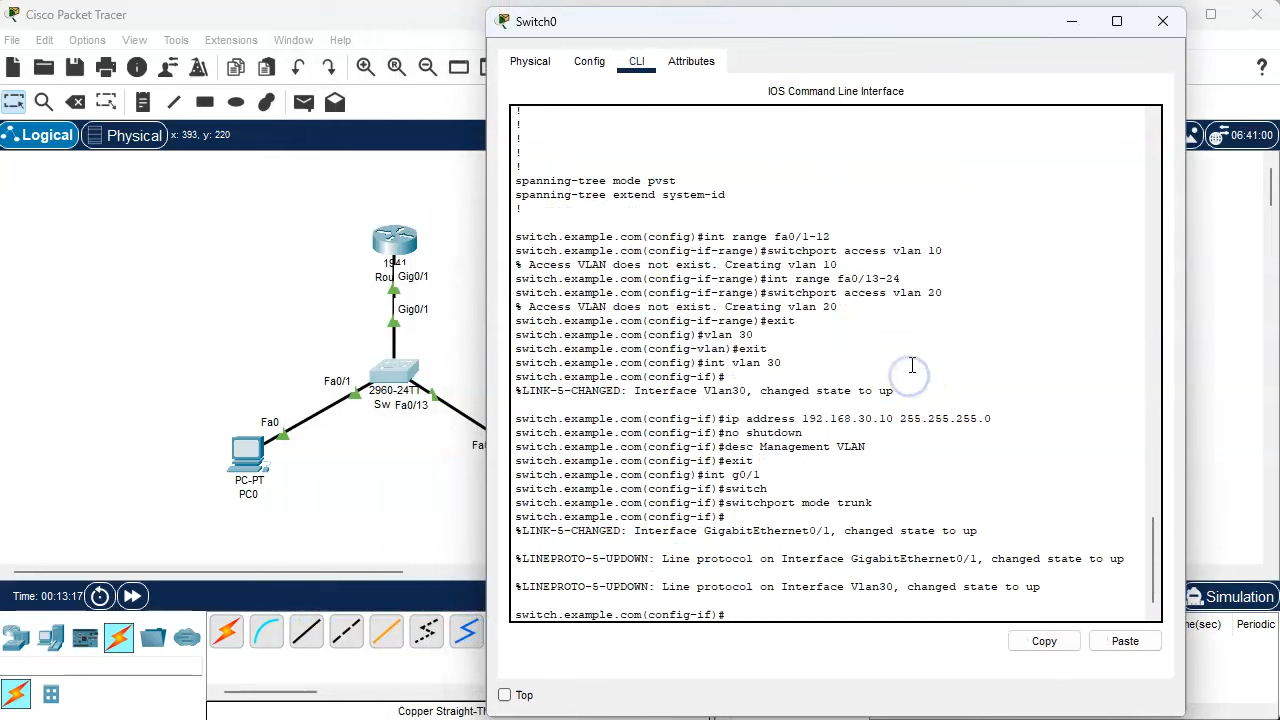 Cisco Packet Tracer
Switch0
File Edit Options View Tools Extensions Window Help
Physical Config CLI Attributes
IOS Command Line Interface
Logical Physical x: 393, y: 220
06:41:00
!
!
!
!
!
spanning-tree mode pvst
spanning-tree extend system-id
!
switch.example.com(config)#int range fa0/1-12
switch.example.com(config-if-range)#switchport access vlan 10
% Access VLAN does not exist. Creating vlan 10
switch.example.com(config-if-range)#int range fa0/13-24
switch.example.com(config-if-range)#switchport access vlan 20
% Access VLAN does not exist. Creating vlan 20
switch.example.com(config-if-range)#exit
switch.example.com(config)#vlan 30
switch.example.com(config-vlan)#exit
switch.example.com(config)#int vlan 30
switch.example.com(config-if)#
%LINK-5-CHANGED: Interface Vlan30, changed state to up
switch.example.com(config-if)#ip address 192.168.30.10 255.255.255.0
switch.example.com(config-if)#no shutdown
switch.example.com(config-if)#desc Management VLAN
switch.example.com(config-if)#exit
switch.example.com(config)#int g0/1
switch.example.com(config-if)#switch
switch.example.com(config-if)#switchport mode trunk
switch.example.com(config-if)#
%LINK-5-CHANGED: Interface GigabitEthernet0/1, changed state to up
%LINEPROTO-5-UPDOWN: Line protocol on Interface GigabitEthernet0/1, changed state to up
%LINEPROTO-5-UPDOWN: Line protocol on Interface Vlan30, changed state to up
switch.example.com(config-if)#
Copy Paste
Top
1941
Rou Gig0/1
Gig0/1
Fa0/1
2960-24TT
Sw Fa0/13
Fa0
Fa
PC-PT
PC0
Time: 00:13:17
Simulation
me(sec) Periodic
Copper Straight-Th